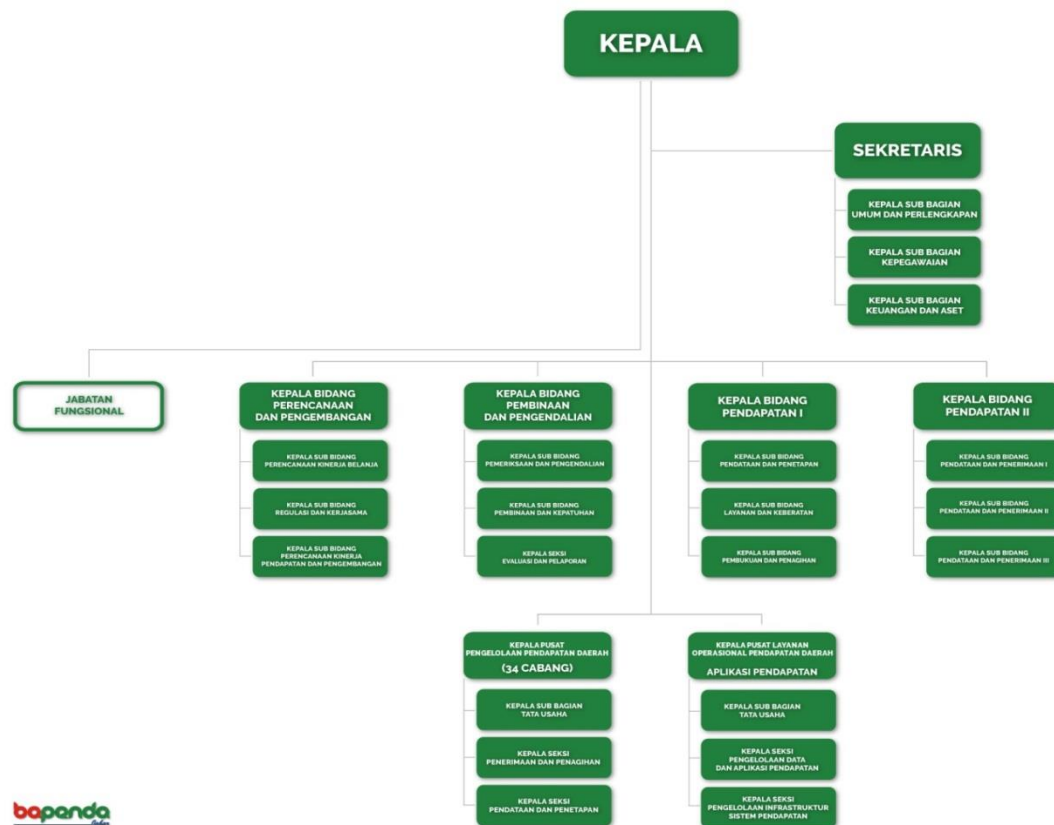 KEPALA
SEKRETARIS
KEPALA SUB BAGIAN
UMUM DAN PERLENGKAPAN
KEPALA SUB BAGIAN
KEPEGAWAIAN
KEPALA SUB BAGIAN
KEUANGAN DAN ASET
JABATAN
FUNGSIONAL
KEPALA BIDANG
PERENCANAAN
DAN PENGEMBANGAN
KEPALA SUB BIDANG
PERENCANAAN KINERJA BELANJA
KEPALA SUB BIDANG
REGULASI DAN KERJASAMA
KEPALA SUB BIDANG
PERENCANAAN KINERJA
PENDAPATAN DAN PENGEMBANGAN
KEPALA BIDANG
PEMBINAAN
DAN PENGENDALIAN
KEPALA SUB BIDANG
PEMERIKSAAN DAN PENGENDALIAN
KEPALA SUB BIDANG
PEMBINAAN DAN KEPATUHAN
KEPALA SEKSI
EVALUASI DAN PELAPORAN
KEPALA BIDANG
PENDAPATAN I
KEPALA SUB BIDANG
PENDATAAN DAN PENETAPAN
KEPALA SUB BIDANG
LAYANAN DAN KEBERATAN
KEPALA SUB BIDANG
PEMBUKUAN DAN PENAGIHAN
KEPALA BIDANG
PENDAPATAN II
KEPALA SUB BIDANG
PENDATAAN DAN PENERIMAAN I
KEPALA SUB BIDANG
PENDATAAN DAN PENERIMAAN II
KEPALA SUB BIDANG
PENDATAAN DAN PENERIMAAN III
KEPALA PUSAT
PENGELOLAAN PENDAPATAN DAERAH
(34 CABANG)
KEPALA SUB BAGIAN
TATA USAHA
KEPALA SEKSI
PENERIMAAN DAN PENAGIHAN
KEPALA SEKSI
PENDATAAN DAN PENETAPAN
KEPALA PUSAT LAYANAN
OPERASIONAL PENDAPATAN DAERAH
APLIKASI PENDAPATAN
KEPALA SUB BAGIAN
TATA USAHA
KEPALA SEKSI
PENGELOLAAN DATA
DAN APLIKASI PENDAPATAN
KEPALA SEKSI
PENGELOLAAN INFRASTRUKTUR
SISTEM PENDAPATAN
bapenda